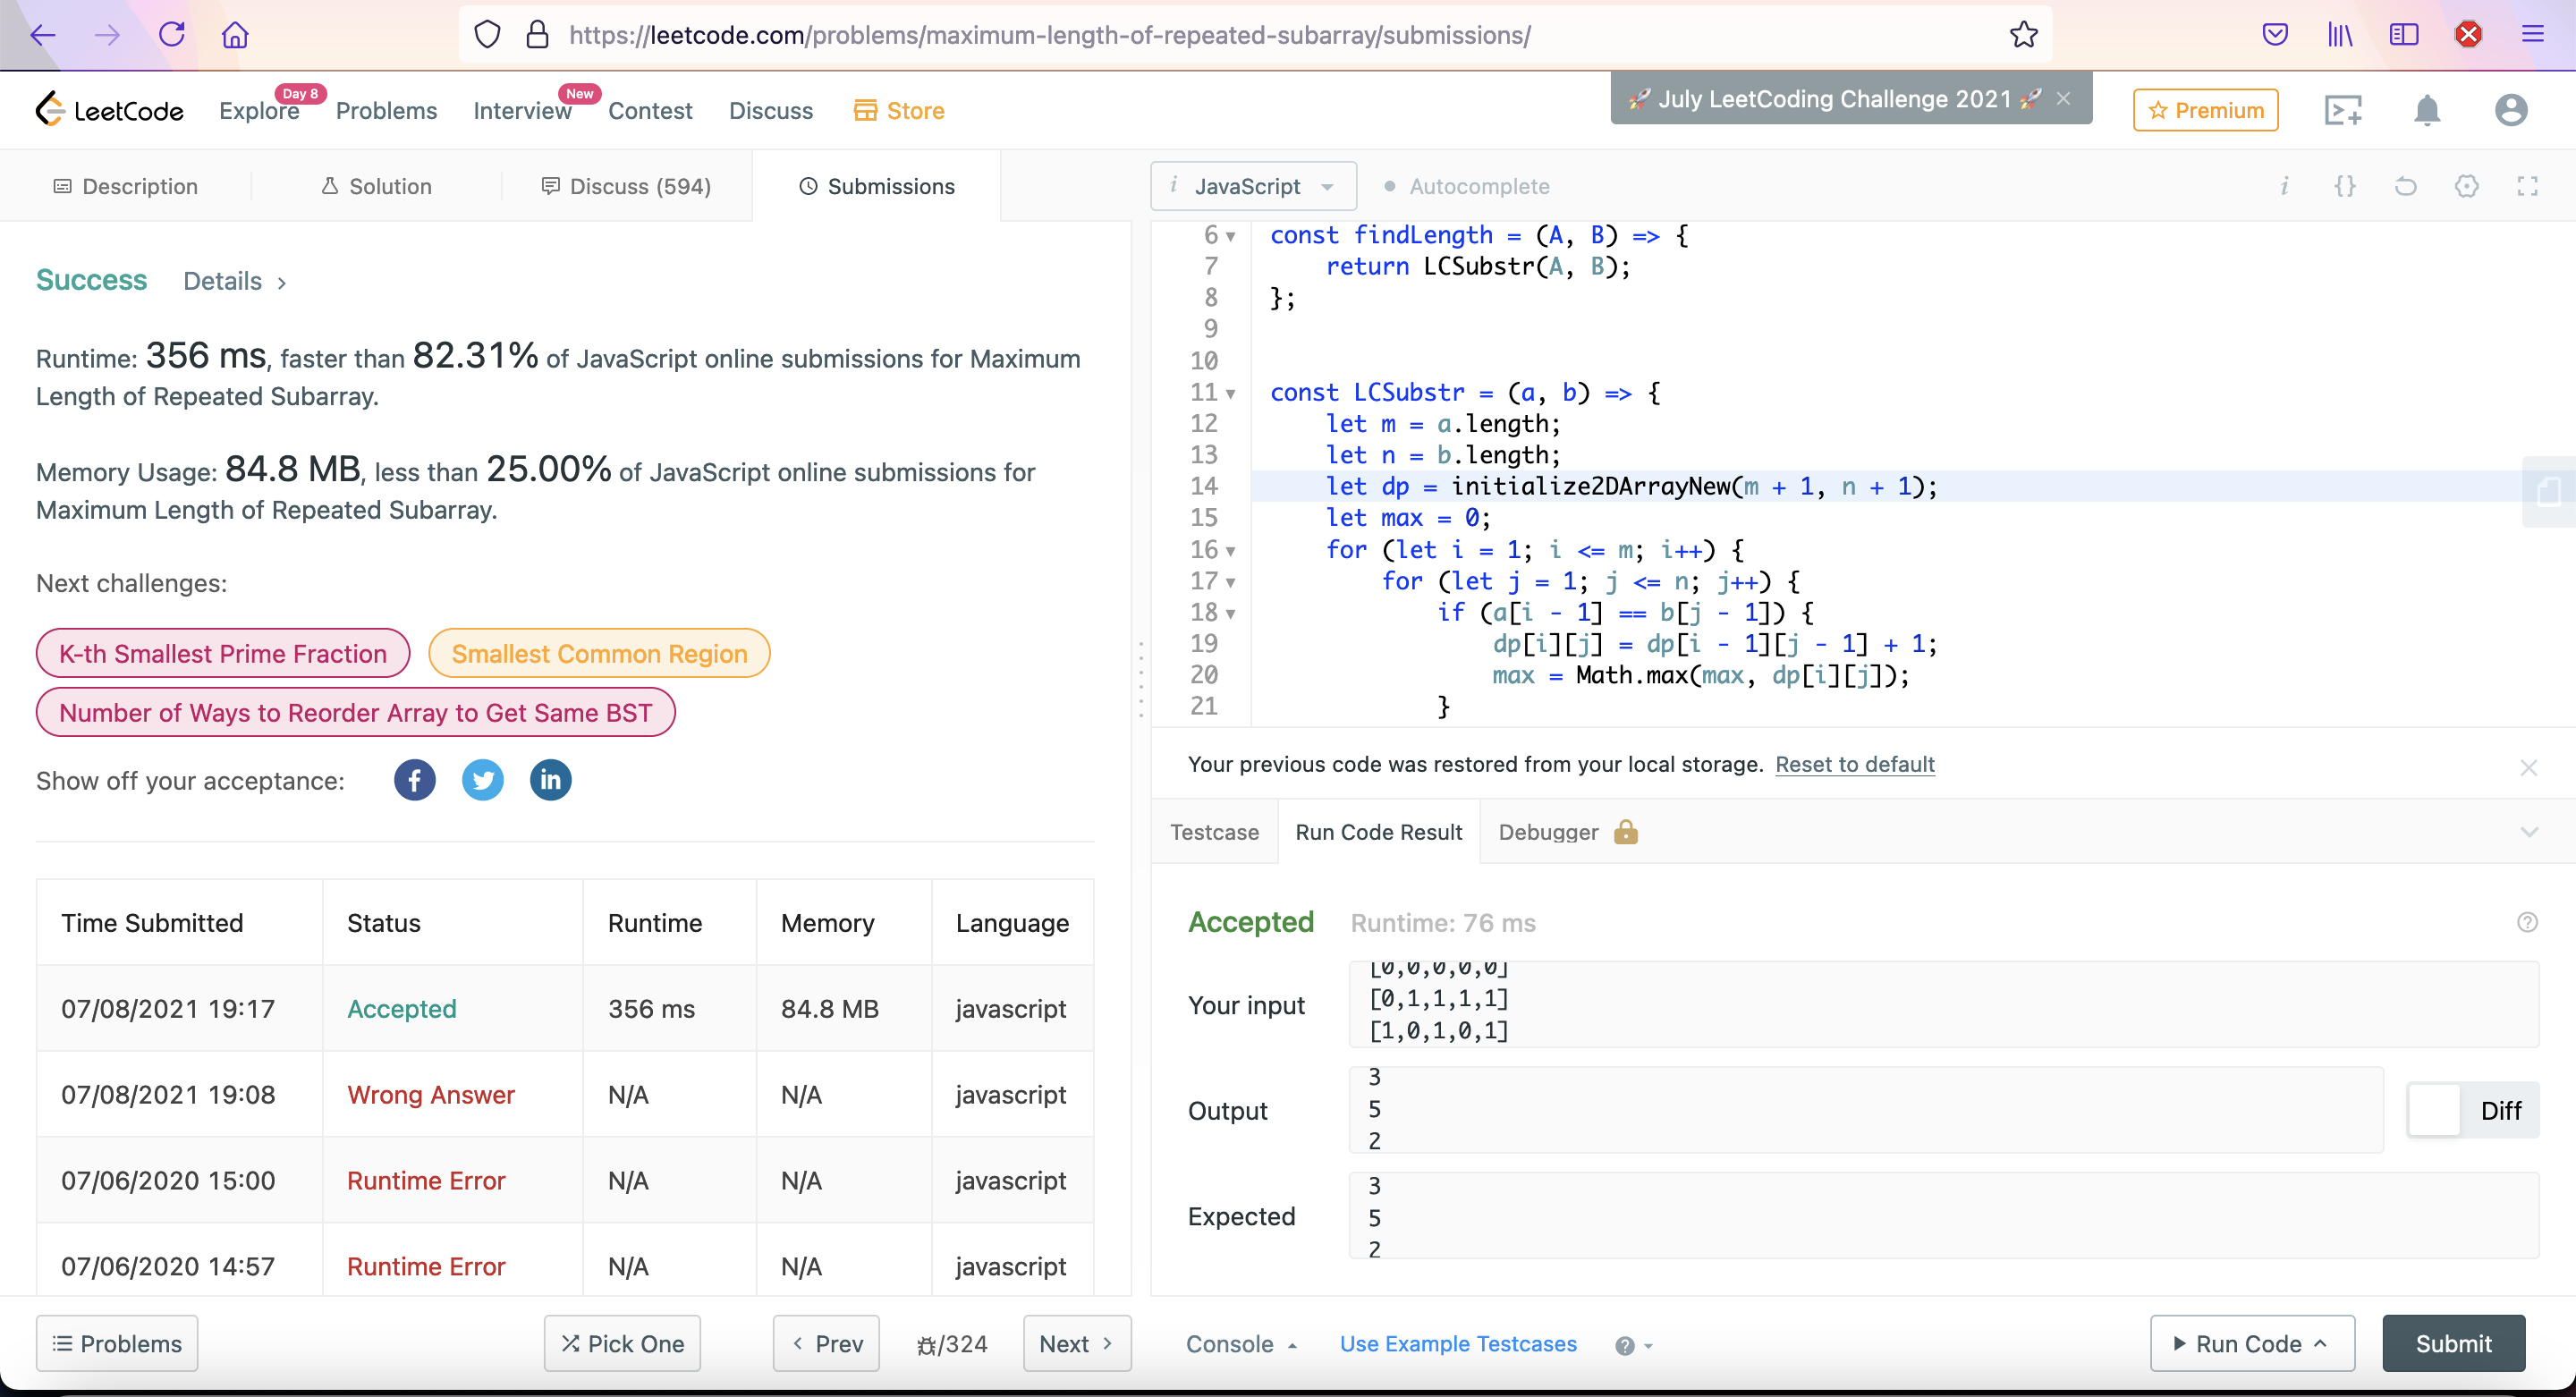 https://leetcode.com/problems/maximum-length-of-repeated-subarray/submissions/
LeetCode
Explore
Day 8
Problems
Interview
New
Contest
Discuss
Store
🚀 July LeetCoding Challenge 2021 🚀
Premium
Description
Solution
Discuss (594)
Submissions
Success
Details
Runtime: 356 ms, faster than 82.31% of JavaScript online submissions for Maximum
Length of Repeated Subarray.
Memory Usage: 84.8 MB, less than 25.00% of JavaScript online submissions for
Maximum Length of Repeated Subarray.
Next challenges:
K-th Smallest Prime Fraction
Smallest Common Region
Number of Ways to Reorder Array to Get Same BST
Show off your acceptance:
Time Submitted Status Runtime Memory Language
07/08/2021 19:17 Accepted 356 ms 84.8 MB javascript
07/08/2021 19:08 Wrong Answer N/A N/A javascript
07/06/2020 15:00 Runtime Error N/A N/A javascript
07/06/2020 14:57 Runtime Error N/A N/A javascript
Problems
Pick One
Prev
/324
Next
i JavaScript
Autocomplete
6 const findLength = (A, B) => {
7 return LCSubstr(A, B);
8 };
9
10
11 const LCSubstr = (a, b) => {
12 let m = a.length;
13 let n = b.length;
14 let dp = initialize2DArrayNew(m + 1, n + 1);
15 let max = 0;
16 for (let i = 1; i <= m; i++) {
17 for (let j = 1; j <= n; j++) {
18 if (a[i - 1] == b[j - 1]) {
19 dp[i][j] = dp[i - 1][j - 1] + 1;
20 max = Math.max(max, dp[i][j]);
21 }
Your previous code was restored from your local storage. Reset to default
Testcase
Run Code Result
Debugger
Accepted Runtime: 76 ms
Your input
[0,0,0,0,0]
[0,1,1,1,1]
[1,0,1,0,1]
Output
3
5
2
Diff
Expected
3
5
2
Console
Use Example Testcases
Run Code
Submit